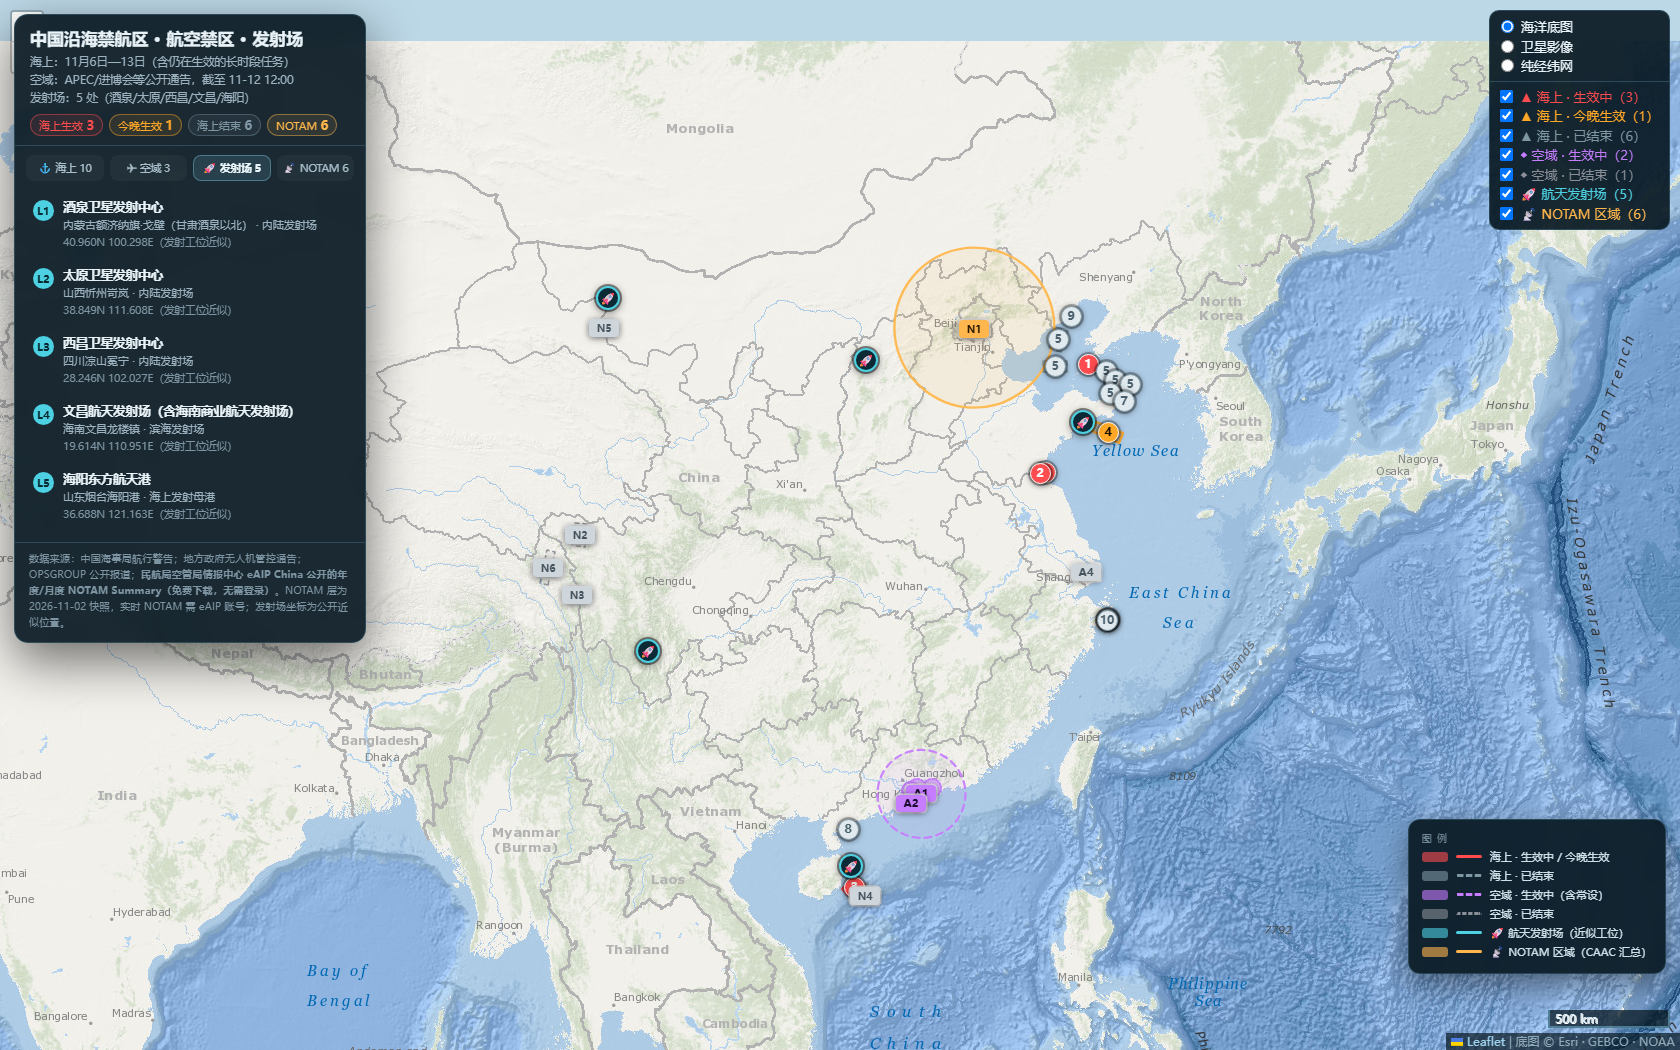 中国沿海禁航区 • 航空禁区 • 发射场
海上：11月6日—13日（含仍在生效的长时段任务）
空域：APEC/进博会等公开通告，截至 11-12 12:00
发射场：5 处（酒泉/太原/西昌/文昌/海阳）
海上生效 3
今晚生效 1
海上结束 6
NOTAM 6
海上 10
空域 3
发射场 5
NOTAM 6
L1
酒泉卫星发射中心
内蒙古额济纳旗·戈壁（甘肃酒泉以北） · 内陆发射场
40.960N 100.298E（发射工位近似）
L2
太原卫星发射中心
山西忻州岢岚 · 内陆发射场
38.849N 111.608E（发射工位近似）
L3
西昌卫星发射中心
四川凉山冕宁 · 内陆发射场
28.246N 102.027E（发射工位近似）
L4
文昌航天发射场（含海南商业航天发射场）
海南文昌龙楼镇 · 滨海发射场
19.614N 110.951E（发射工位近似）
L5
海阳东方航天港
山东烟台海阳港 · 海上发射母港
36.688N 121.163E（发射工位近似）
数据来源：中国海事局航行警告；地方政府无人机管控通告；
OPSGROUP 公开报道；民航局空管局情报中心 eAIP China 公开的年
度/月度 NOTAM Summary（免费下载，无需登录）。NOTAM 层为
2026-11-02 快照，实时 NOTAM 需 eAIP 账号；发射场坐标为公开近
似位置。
海洋底图
卫星影像
纯经纬网
▲ 海上 · 生效中（3）
▲ 海上 · 今晚生效（1）
▲ 海上 · 已结束（6）
◆ 空域 · 生效中（2）
◆ 空域 · 已结束（1）
航天发射场（5）
NOTAM 区域（6）
Mongolia
Shenyang
North
Korea
P'yongyang
Seoul
South
Korea
Honshu
Japan
Tokyo
Nagoya
Osaka
Japan Trench
Izu-Ogasawara Trench
Beiji
Tianjin
N1
N5
9
5
5
1
5
5
5
5
7
4
Yellow Sea
2
China
Xi'an
N2
N6
N3
Chengdu
Chongqing
Wuhan
Shang
A4
East China
Sea
10
Ryukyu Islands
Nepal
Bhutan
Bangladesh
Dhaka
Kolkata
India
Myanmar
(Burma)
Vietnam
Hanoi
Laos
Guangzhou
Hong
A1
A2
8
N4
Taipei
8109
7792
Manila
Philippine
Sea
Thailand
Rangoon
Bangkok
Cambodia
South
China
Bay of
Bengal
adabad
mbai
Pune
Hyderabad
Bangalore
Madras
图 例
海上 · 生效中 / 今晚生效
海上 · 已结束
空域 · 生效中（含常设）
空域 · 已结束
航天发射场（近似工位）
NOTAM 区域（CAAC 汇总）
500 km
Leaflet | 底图 © Esri · GEBCO · NOAA